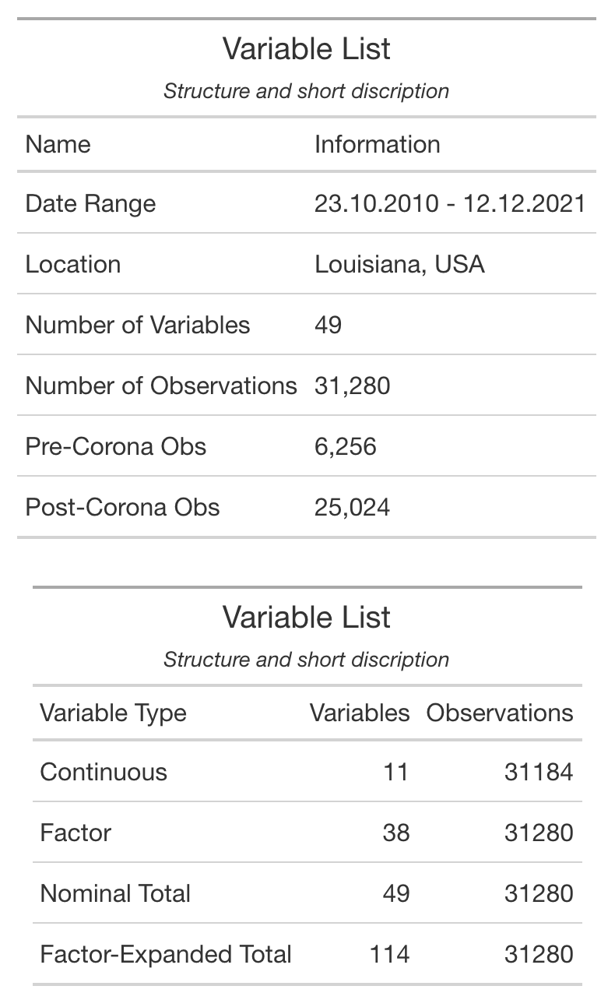 Variable List
Structure and short discription
Name Information
Date Range 23.10.2010 - 12.12.2021
Location Louisiana, USA
Number of Variables 49
Number of Observations 31,280
Pre-Corona Obs 6,256
Post-Corona Obs 25,024
Variable List
Structure and short discription
Variable Type Variables Observations
Continuous 11 31184
Factor 38 31280
Nominal Total 49 31280
Factor-Expanded Total 114 31280